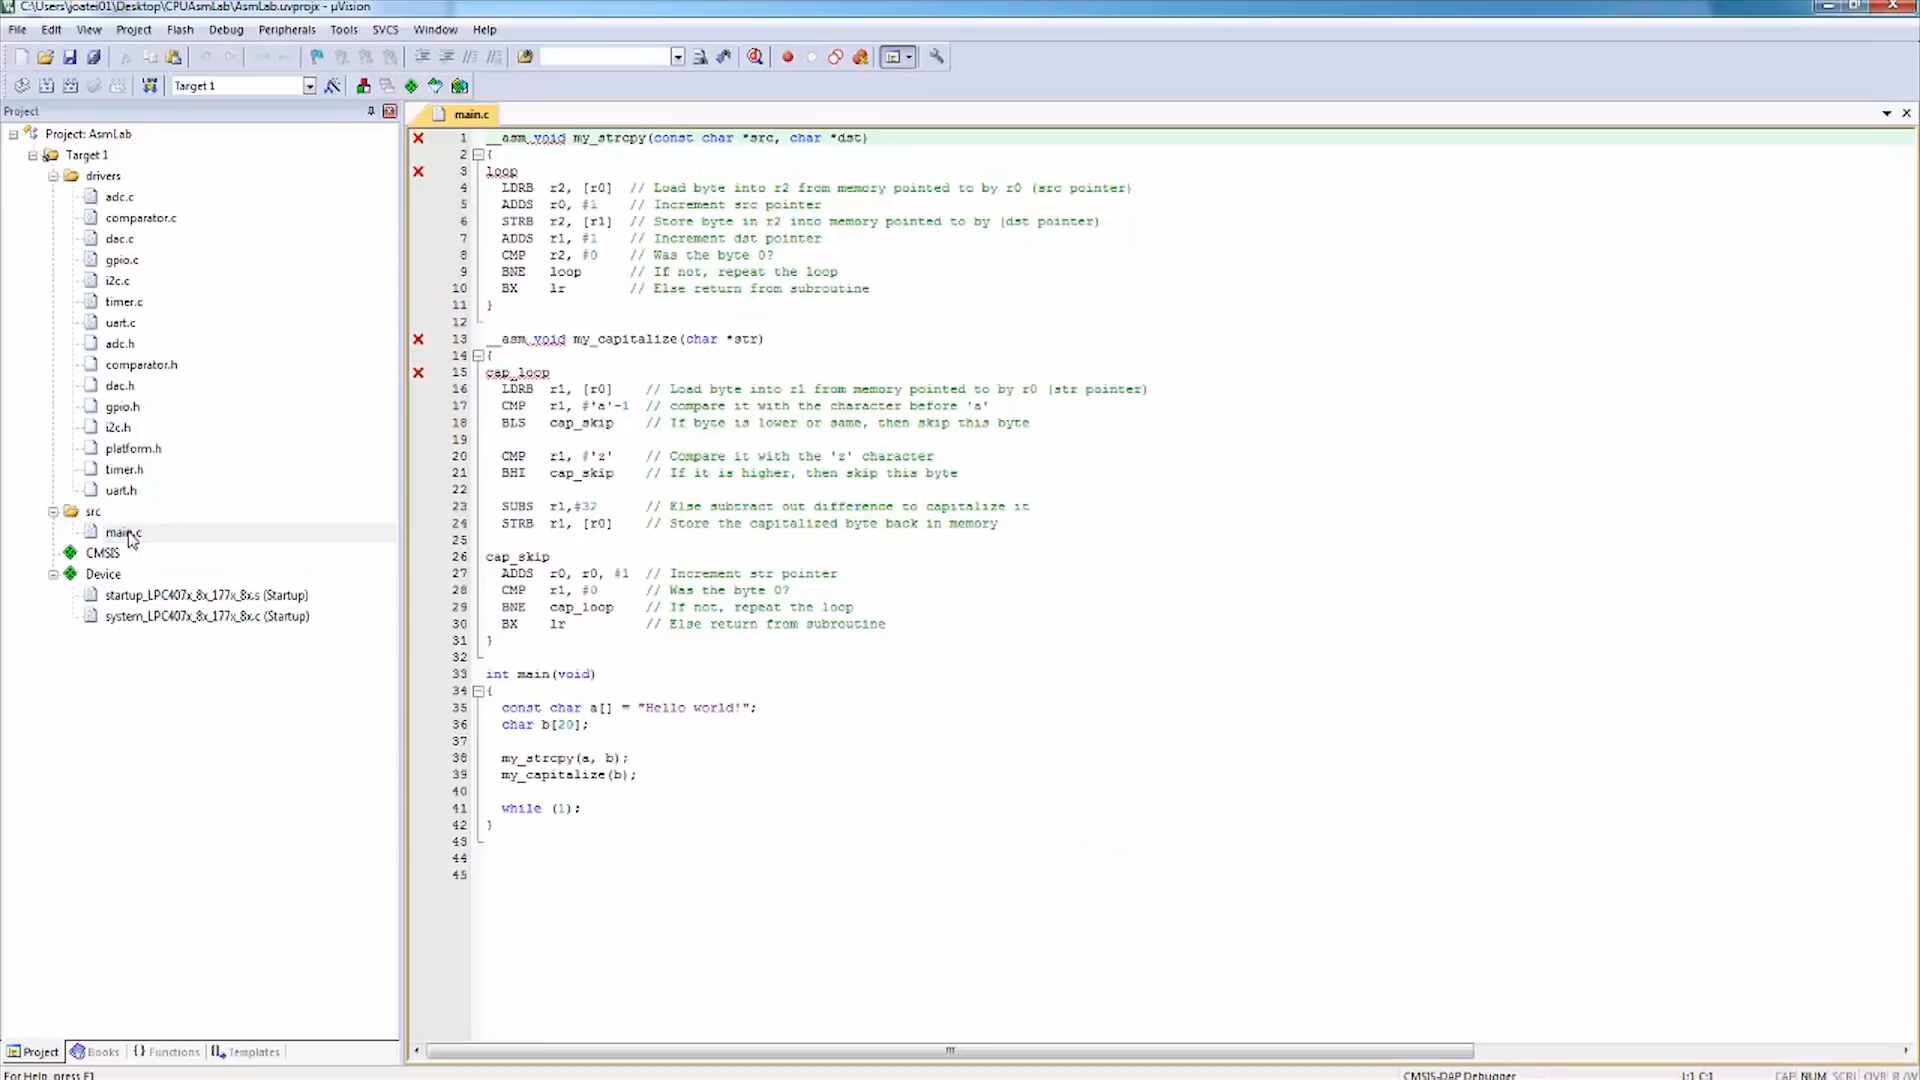 C:\Users\joatei01\Desktop\CPUAsmLab\AsmLab.uvprojx - µVision
File Edit View Project Flash Debug Peripherals Tools SVCS Window Help
Target 1
Project
Project: AsmLab
Target 1
drivers
adc.c
comparator.c
dac.c
gpio.c
i2c.c
timer.c
uart.c
adc.h
comparator.h
dac.h
gpio.h
i2c.h
platform.h
timer.h
uart.h
src
main.c
CMSIS
Device
startup_LPC407x_8x_177x_8x.s (Startup)
system_LPC407x_8x_177x_8x.c (Startup)
Project Books Functions Templates
main.c
1 __asm void my_strcpy(const char *src, char *dst)
2 {
3 loop
4 LDRB r2, [r0] // Load byte into r2 from memory pointed to by r0 (src pointer)
5 ADDS r0, #1 // Increment src pointer
6 STRB r2, [r1] // Store byte in r2 into memory pointed to by (dst pointer)
7 ADDS r1, #1 // Increment dst pointer
8 CMP r2, #0 // Was the byte 0?
9 BNE loop // If not, repeat the loop
10 BX lr // Else return from subroutine
11 }
12
13 __asm void my_capitalize(char *str)
14 {
15 cap_loop
16 LDRB r1, [r0] // Load byte into r1 from memory pointed to by r0 (str pointer)
17 CMP r1, #'a'-1 // compare it with the character before 'a'
18 BLS cap_skip // If byte is lower or same, then skip this byte
19
20 CMP r1, #'z' // Compare it with the 'z' character
21 BHI cap_skip // If it is higher, then skip this byte
22
23 SUBS r1,#32 // Else subtract out difference to capitalize it
24 STRB r1, [r0] // Store the capitalized byte back in memory
25
26 cap_skip
27 ADDS r0, r0, #1 // Increment str pointer
28 CMP r1, #0 // Was the byte 0?
29 BNE cap_loop // If not, repeat the loop
30 BX lr // Else return from subroutine
31 }
32
33 int main(void)
34 {
35 const char a[] = "Hello world!";
36 char b[20];
37
38 my_strcpy(a, b);
39 my_capitalize(b);
40
41 while (1);
42 }
43
44
45
For Help, press F1
CMSIS-DAP Debugger
L:1 C:1
CAP NUM SCRL OVR R/W